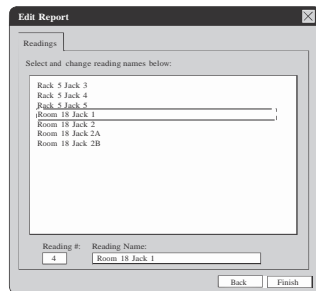 Edit Report
Readings
Select and change reading names below:
Rack 5 Jack 3
Rack 5 Jack 4
Rack 5 Jack 5
Room 18 Jack 1
Room 18 Jack 2
Room 18 Jack 2A
Room 18 Jack 2B
Reading #: Reading Name:
4 Room 18 Jack 1
Back Finish